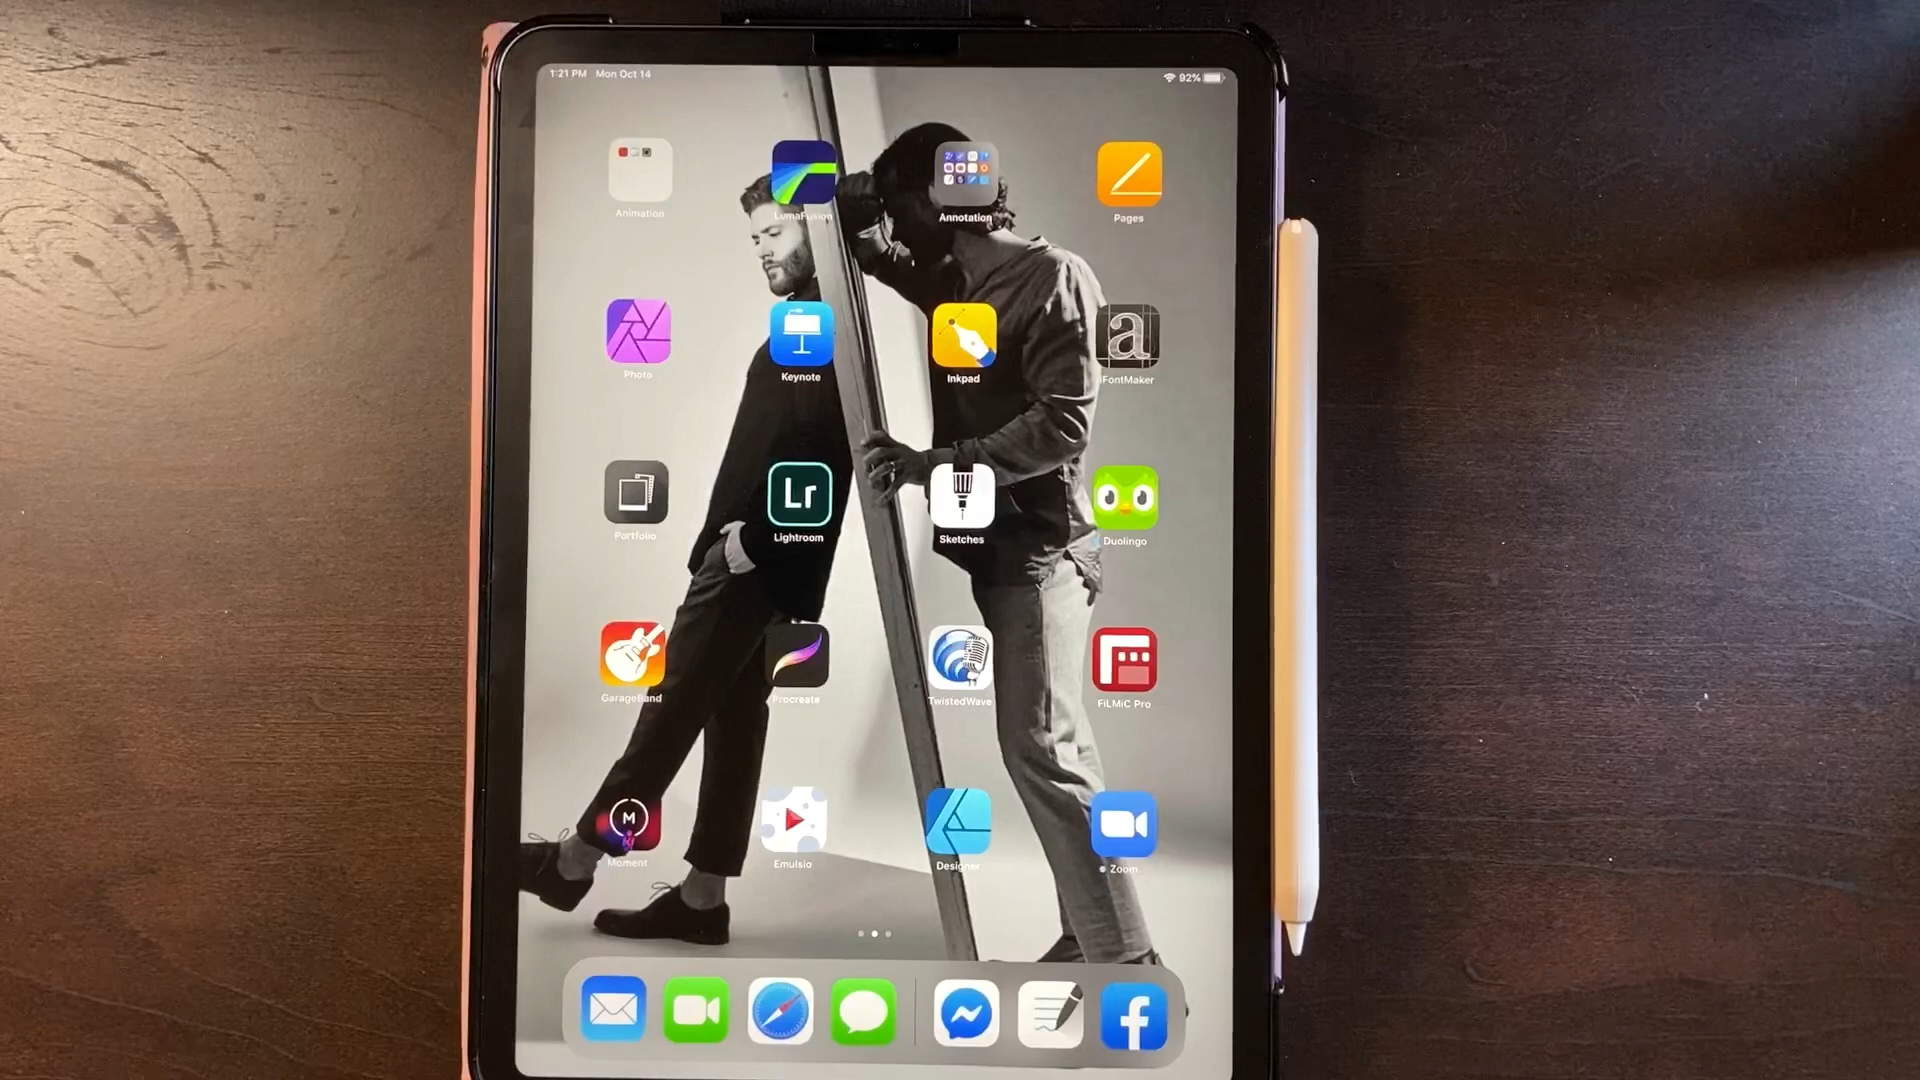 1:21 PM Mon Oct 14
92%
Animation
LumaFusion
Annotation
Pages
Photo
Keynote
Inkpad
iFontMaker
a
Portfolio
Lightroom
Lr
Sketches
Duolingo
GarageBand
Procreate
TwistedWave
FiLMiC Pro
M
Moment
Emulsio
Designer
Zoom
f